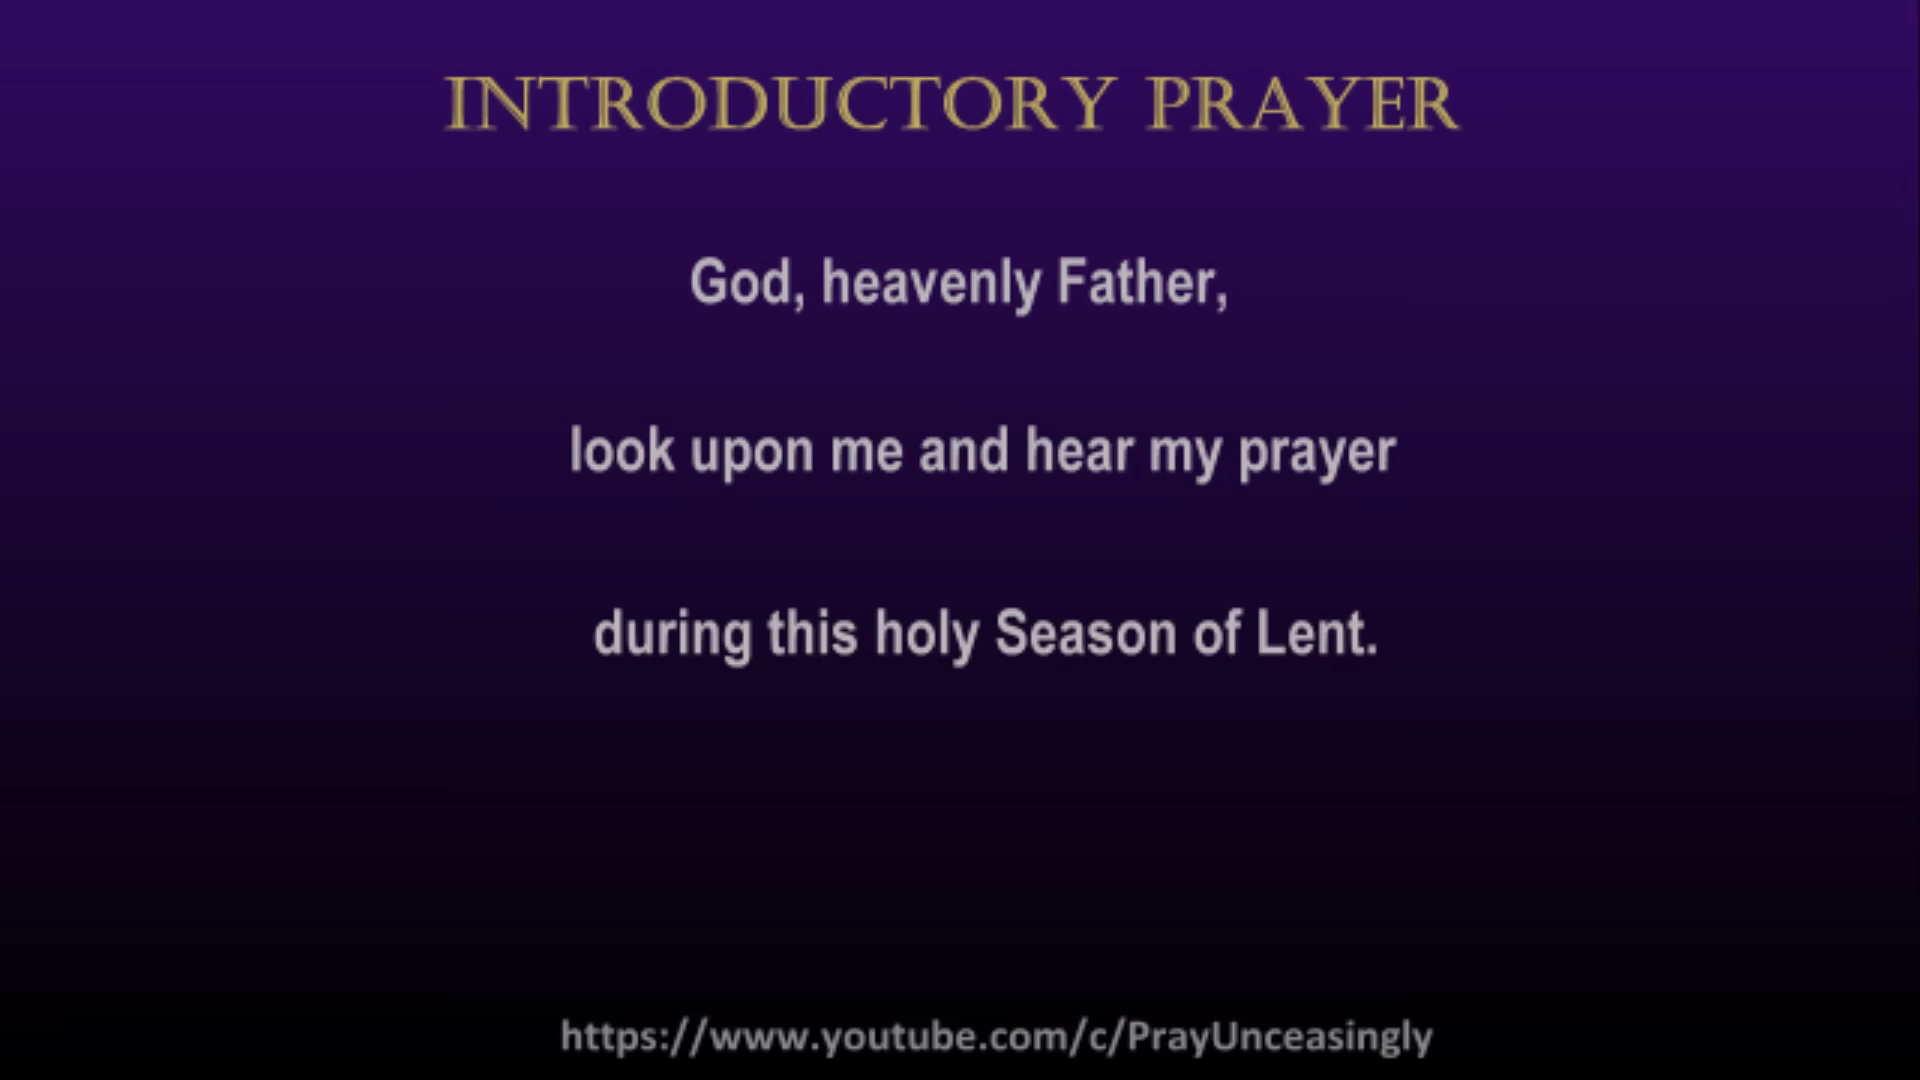 INTRODUCTORY PRAYER
God, heavenly Father,
look upon me and hear my prayer
during this holy Season of Lent.
https://www.youtube.com/c/PrayUnceasingly